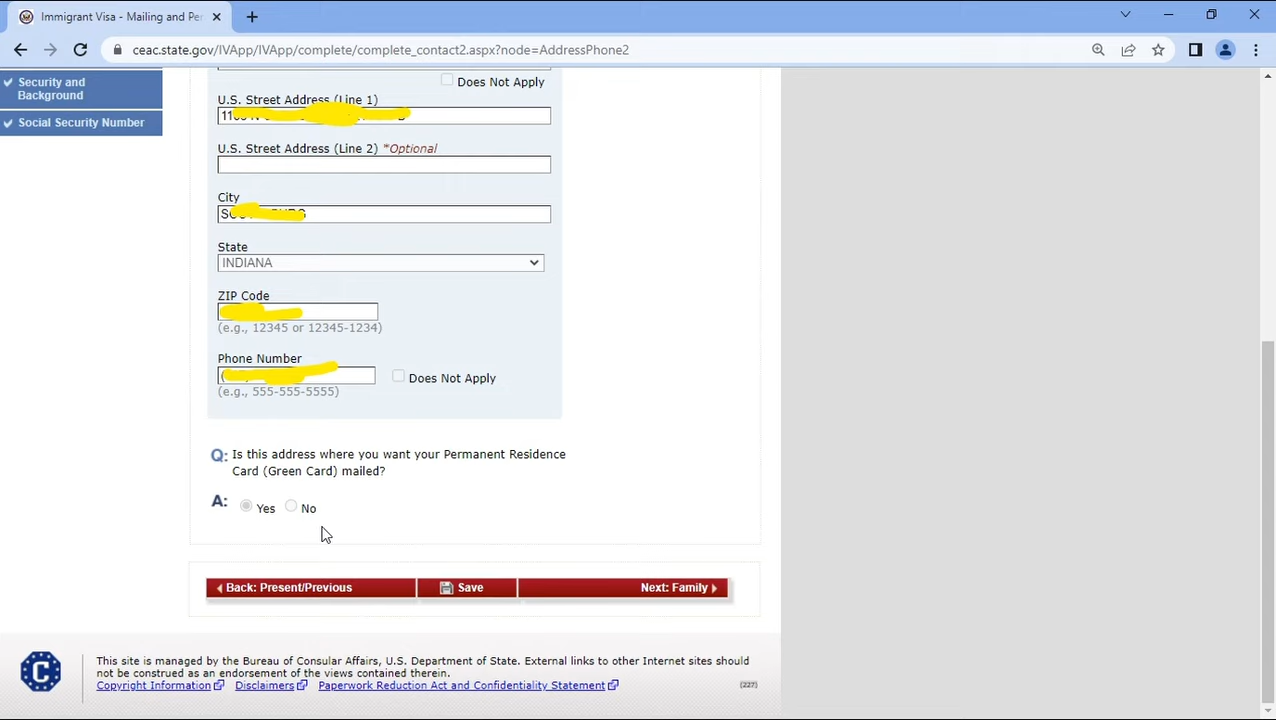 Immigrant Visa - Mailing and Per
ceac.state.gov/IVApp/IVApp/complete/complete_contact2.aspx?node=AddressPhone2
Security and
Background
Social Security Number
Does Not Apply
U.S. Street Address (Line 1)
U.S. Street Address (Line 2) *Optional
City
State
INDIANA
ZIP Code
(e.g., 12345 or 12345-1234)
Phone Number
Does Not Apply
(e.g., 555-555-5555)
Q: Is this address where you want your Permanent Residence
Card (Green Card) mailed?
A: Yes No
Back: Present/Previous Save Next: Family
This site is managed by the Bureau of Consular Affairs, U.S. Department of State. External links to other Internet sites should
not be construed as an endorsement of the views contained therein.
Copyright Information Disclaimers Paperwork Reduction Act and Confidentiality Statement (227)
C